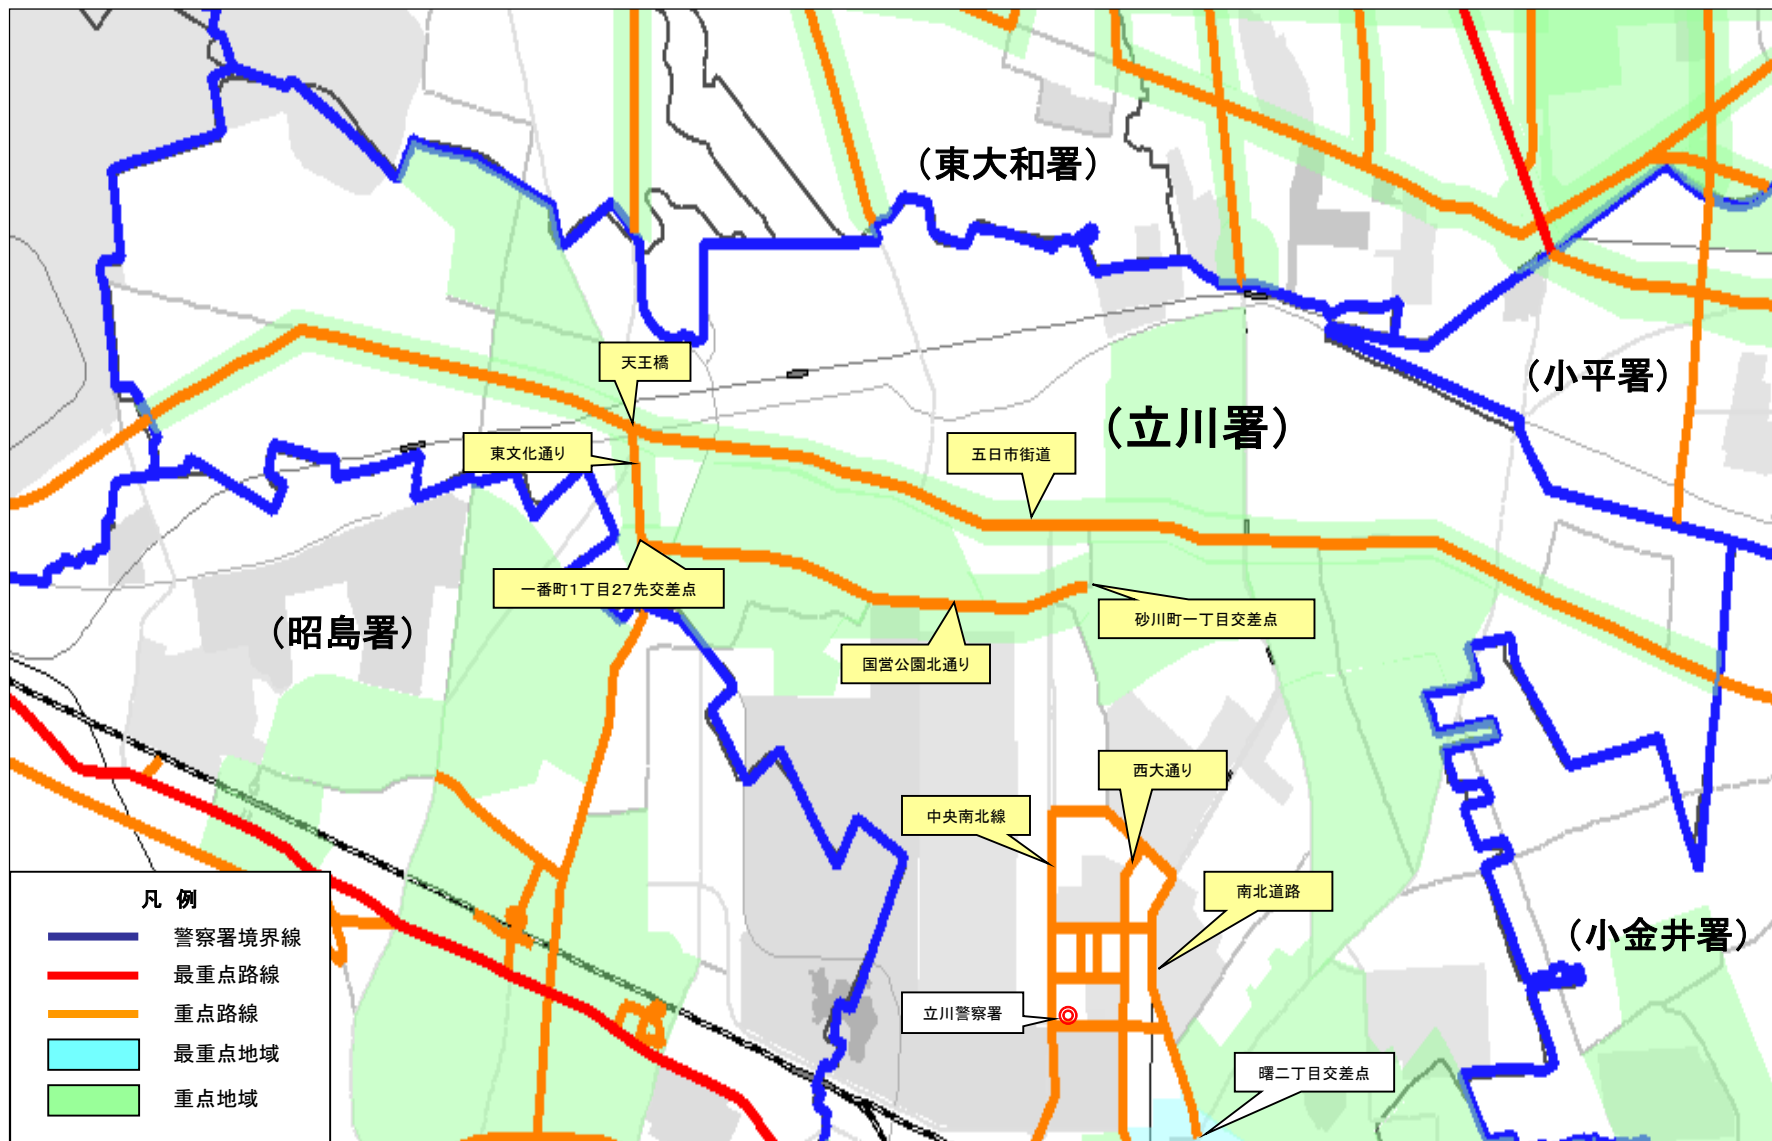 （東大和署）
天王橋
（小平署）
（立川署）
東文化通り
五日市街道
一番町１丁目２７先交差点
砂川町一丁目交差点
（昭島署）
国営公園北通り
西大通り
中央南北線
南北道路
凡 例
警察署境界線
（小金井署）
最重点路線
重点路線
立川警察署
最重点地域
曙二丁目交差点
重点地域